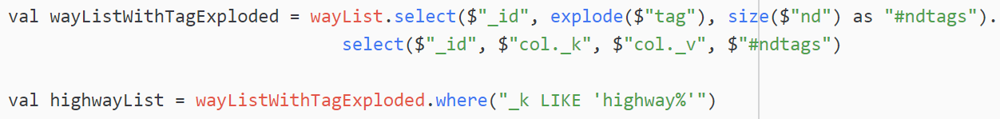 val wayListWithTagExploded = wayList.select($"_id", explode($"tag"), size($"nd") as "#ndtags").
select($"_id", $"col._k", $"col._v", $"#ndtags")
val highwayList = wayListWithTagExploded.where("_k LIKE 'highway%'")